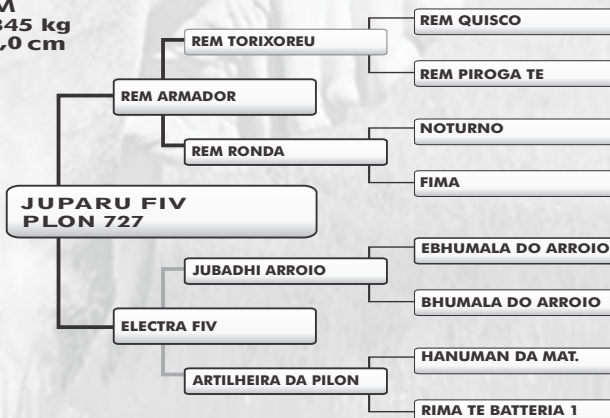 M
345 kg
,0 cm
REM QUISCO
REM TORIXOREU
REM PIROGA TE
REM ARMADOR
NOTURNO
REM RONDA
FIMA
JUPARU FIV
PLON 727
EBHUMALA DO ARROIO
JUBADHI ARROIO
BHUMALA DO ARROIO
ELECTRA FIV
HANUMAN DA MAT.
ARTILHEIRA DA PILON
RIMA TE BATTERIA 1